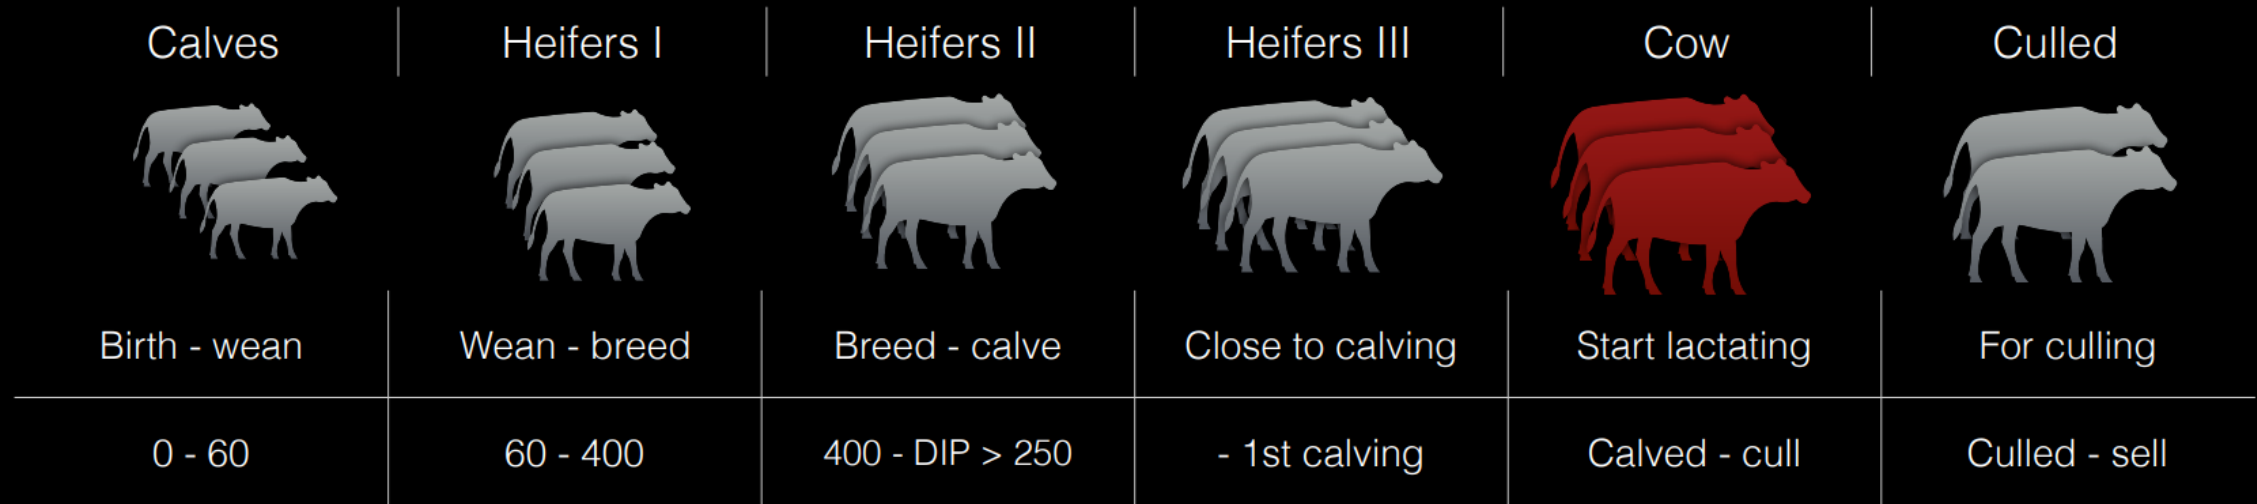 Calves
Heifers I
Heifers II
Heifers III
Cow
Culled
Birth - wean
Wean - breed
Breed - calve
Close to calving
Start lactating
For culling
0 - 60
60 - 400
400 - DIP > 250
- 1st calving
Calved - cull
Culled - sell